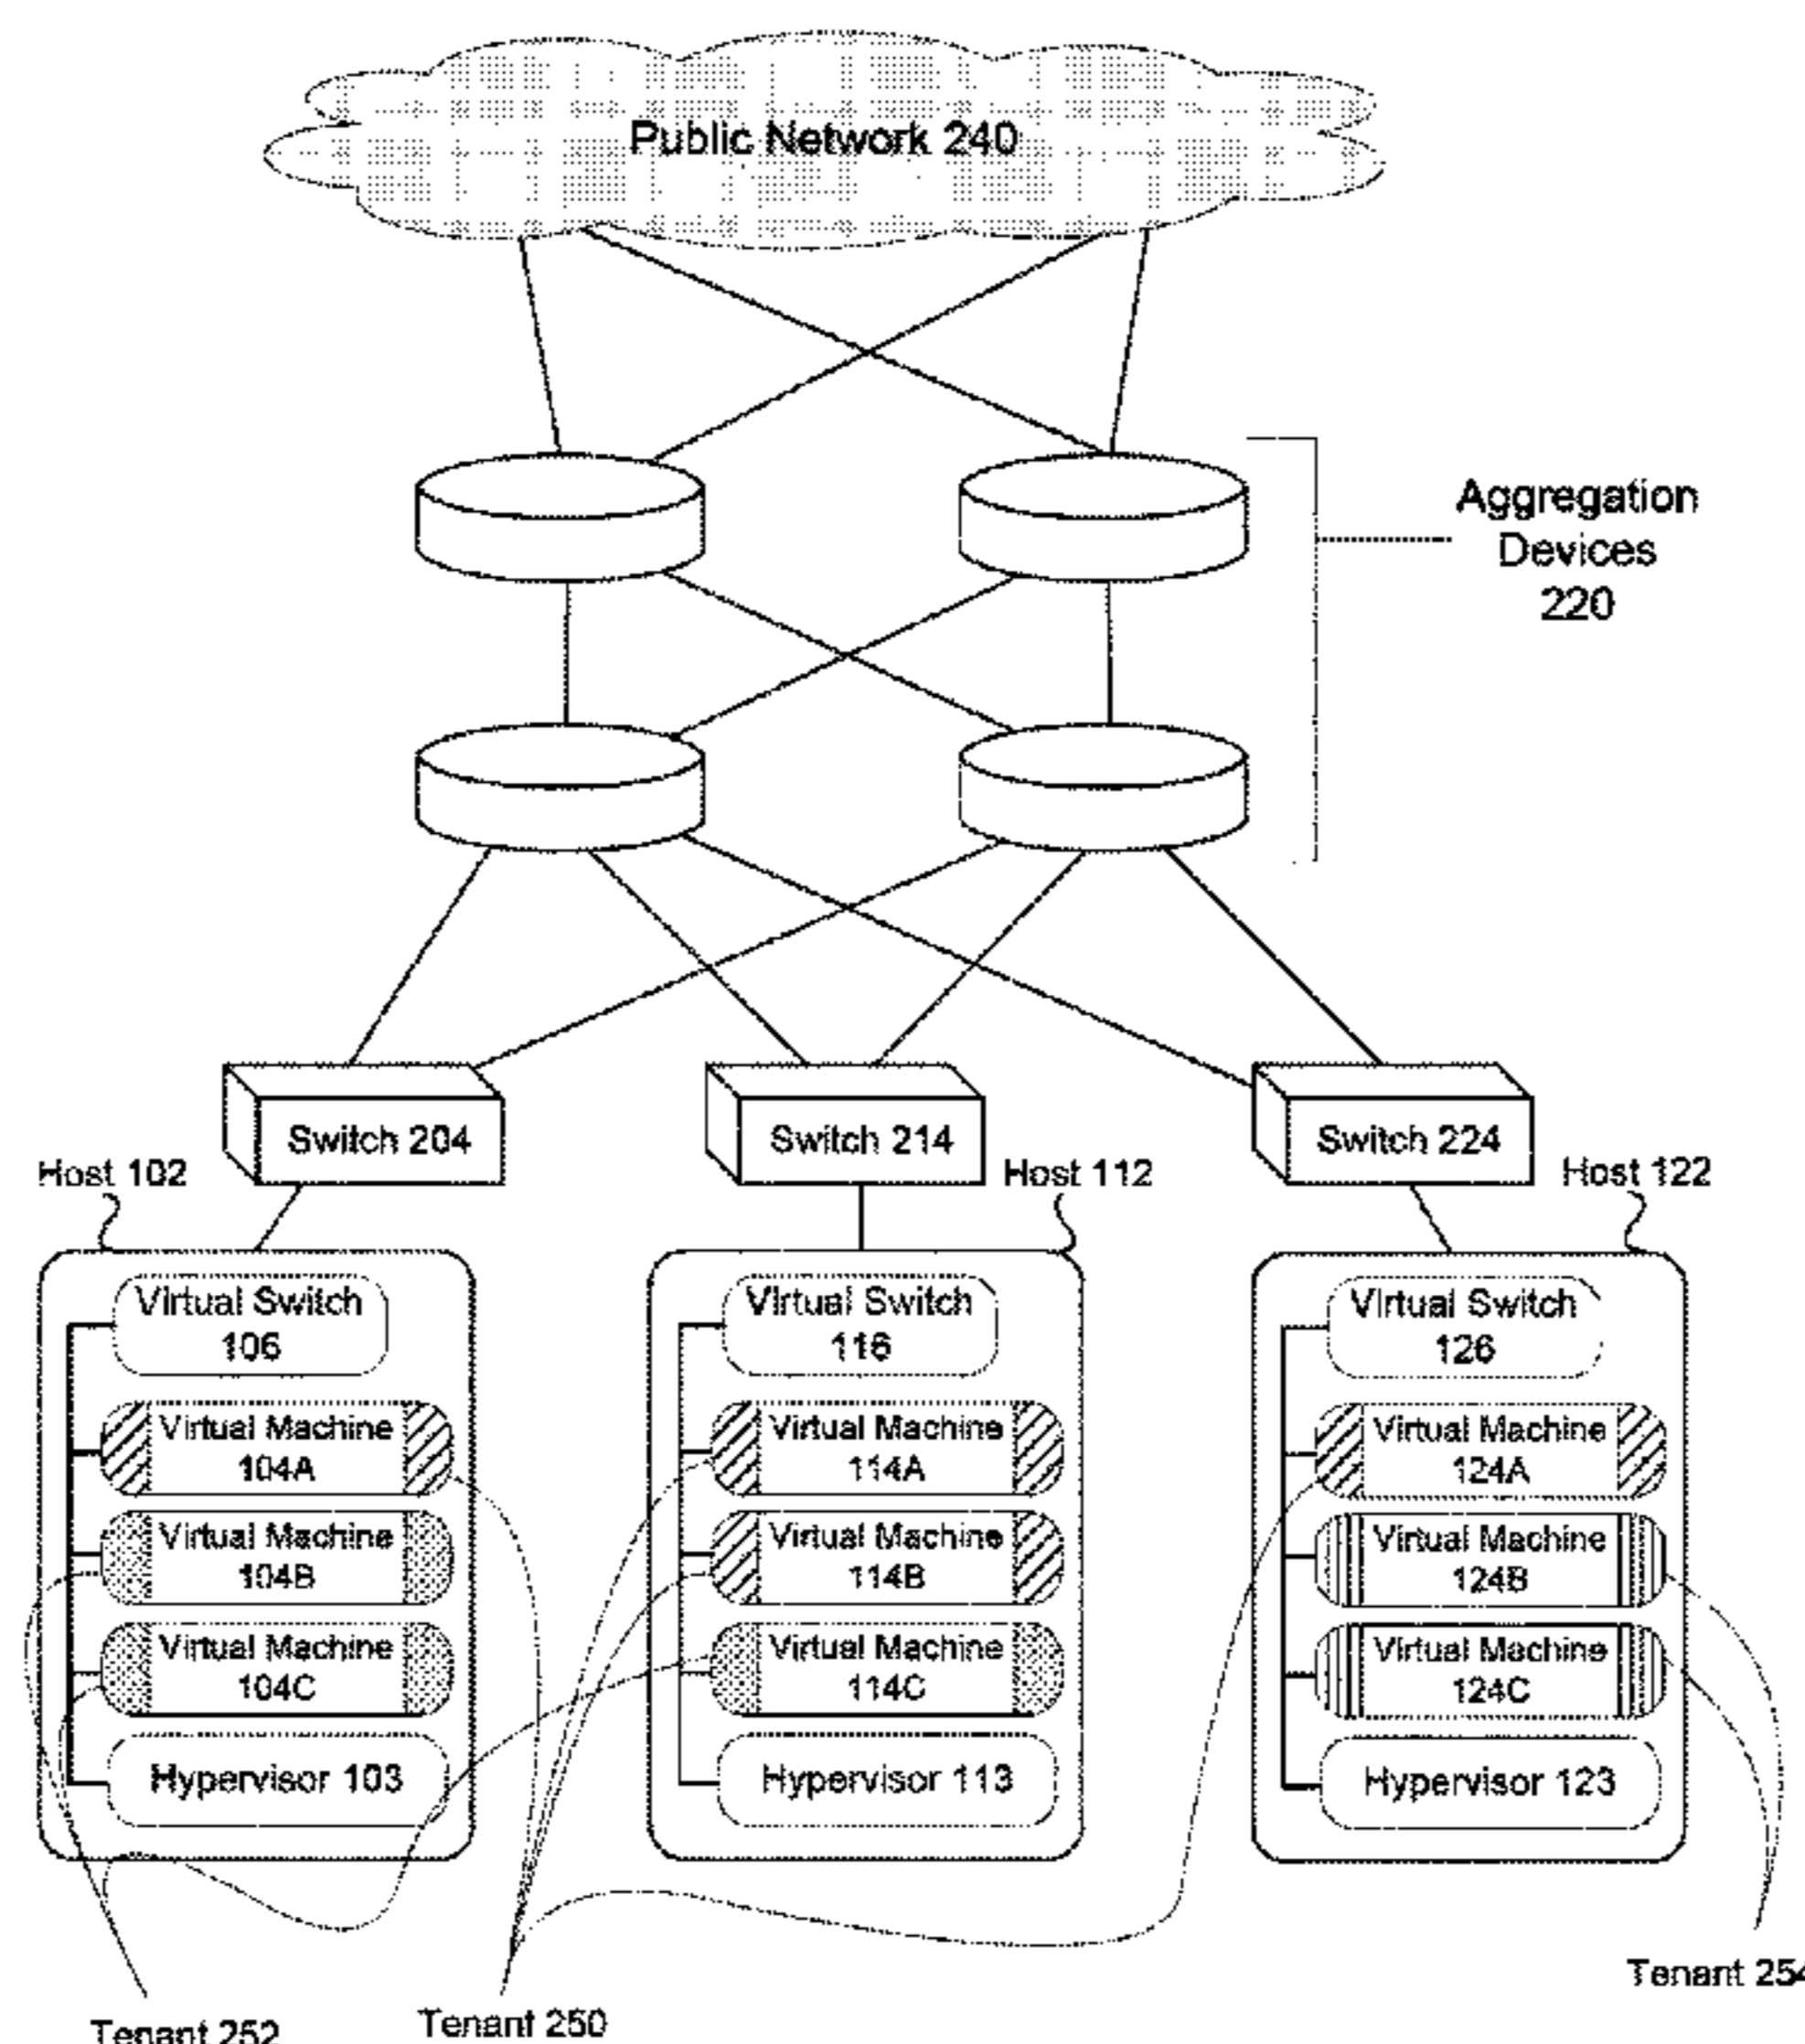 Public Network 240
Aggregation
Devices
220
Switch 204
Switch 214
Switch 224
Host 102
Host 112
Host 122
Virtual Switch
106
Virtual Machine
104A
Virtual Machine
104B
Virtual Machine
104C
Hypervisor 103
Virtual Switch
116
Virtual Machine
114A
Virtual Machine
114B
Virtual Machine
114C
Hypervisor 113
Virtual Switch
126
Virtual Machine
124A
Virtual Machine
124B
Virtual Machine
124C
Hypervisor 123
Tenant 254
Tenant 250
Tenant 252